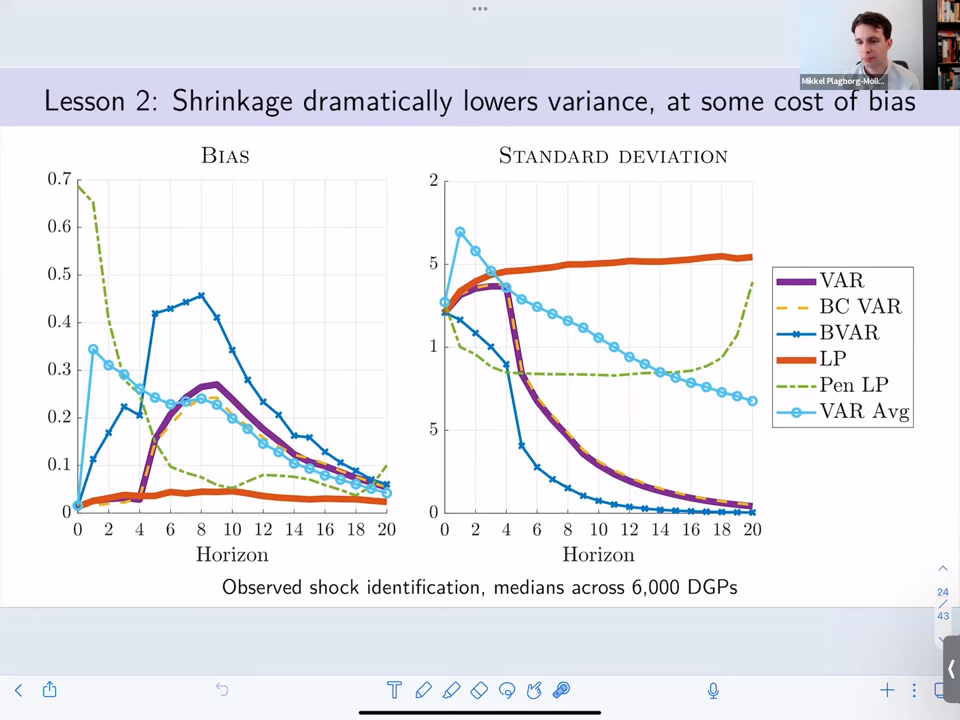 Mikkel Plagborg-Moll...
Lesson 2: Shrinkage dramatically lowers variance, at some cost of bias
BIAS
STANDARD DEVIATION
0.7
0.6
0.5
0.4
0.3
0.2
0.1
0
0 2 4 6 8 10 12 14 16 18 20
Horizon
2
5
1
5
0
0 2 4 6 8 10 12 14 16 18 20
Horizon
VAR
BC VAR
BVAR
LP
Pen LP
VAR Avg
Observed shock identification, medians across 6,000 DGPs
24
/
43
T